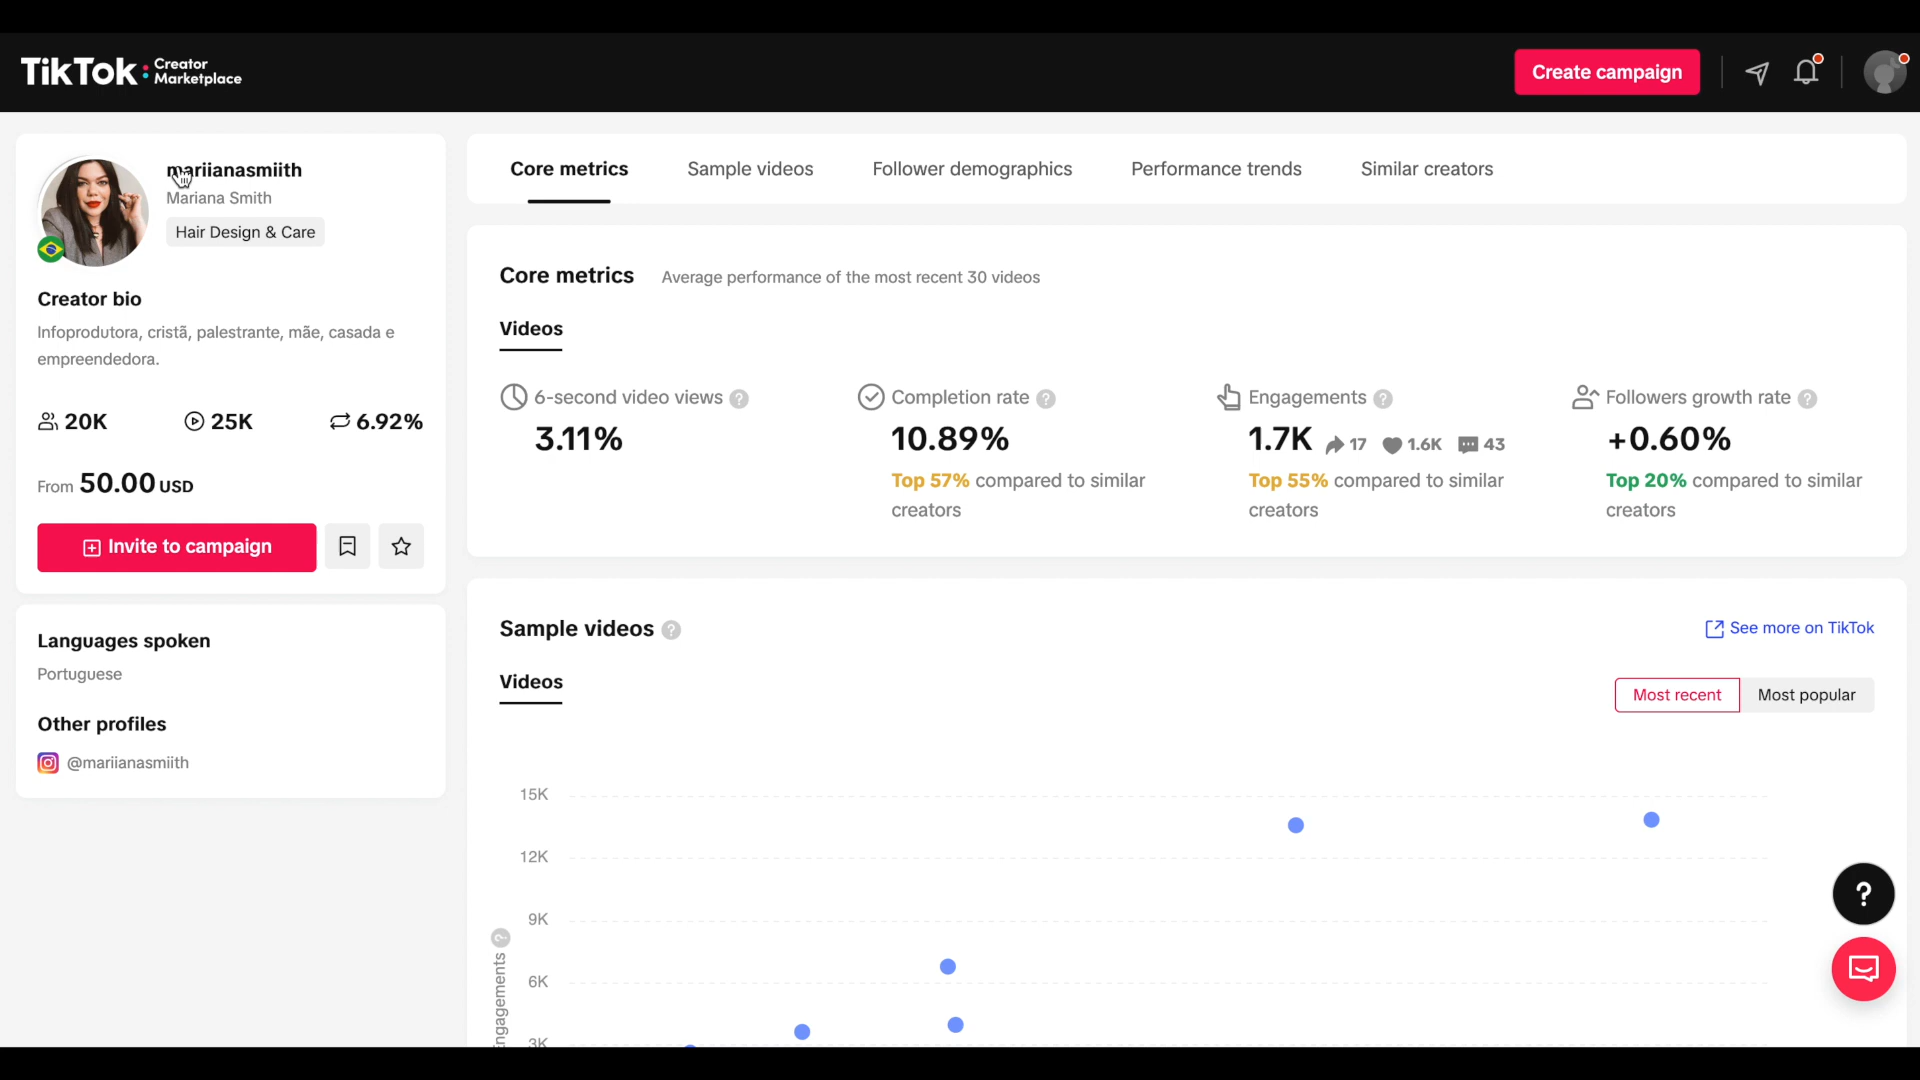 TikTok: Creator Marketplace
Create campaign
mariianasmiith
Mariana Smith
Hair Design & Care
Creator bio
Infoprodutora, cristã, palestrante, mãe, casada e
empreendedora.
20K 25K 6.92%
From 50.00 USD
Invite to campaign
Languages spoken
Portuguese
Other profiles
@mariianasmiith
Core metrics Sample videos Follower demographics Performance trends Similar creators
Core metrics Average performance of the most recent 30 videos
Videos
6-second video views ?
3.11%
Completion rate ?
10.89%
Top 57% compared to similar
creators
Engagements ?
1.7K 17 1.6K 43
Top 55% compared to similar
creators
Followers growth rate ?
+0.60%
Top 20% compared to similar
creators
Sample videos ?
See more on TikTok
Videos
Most recent Most popular
15K
12K
9K
6K
3K
Engagements ?
?